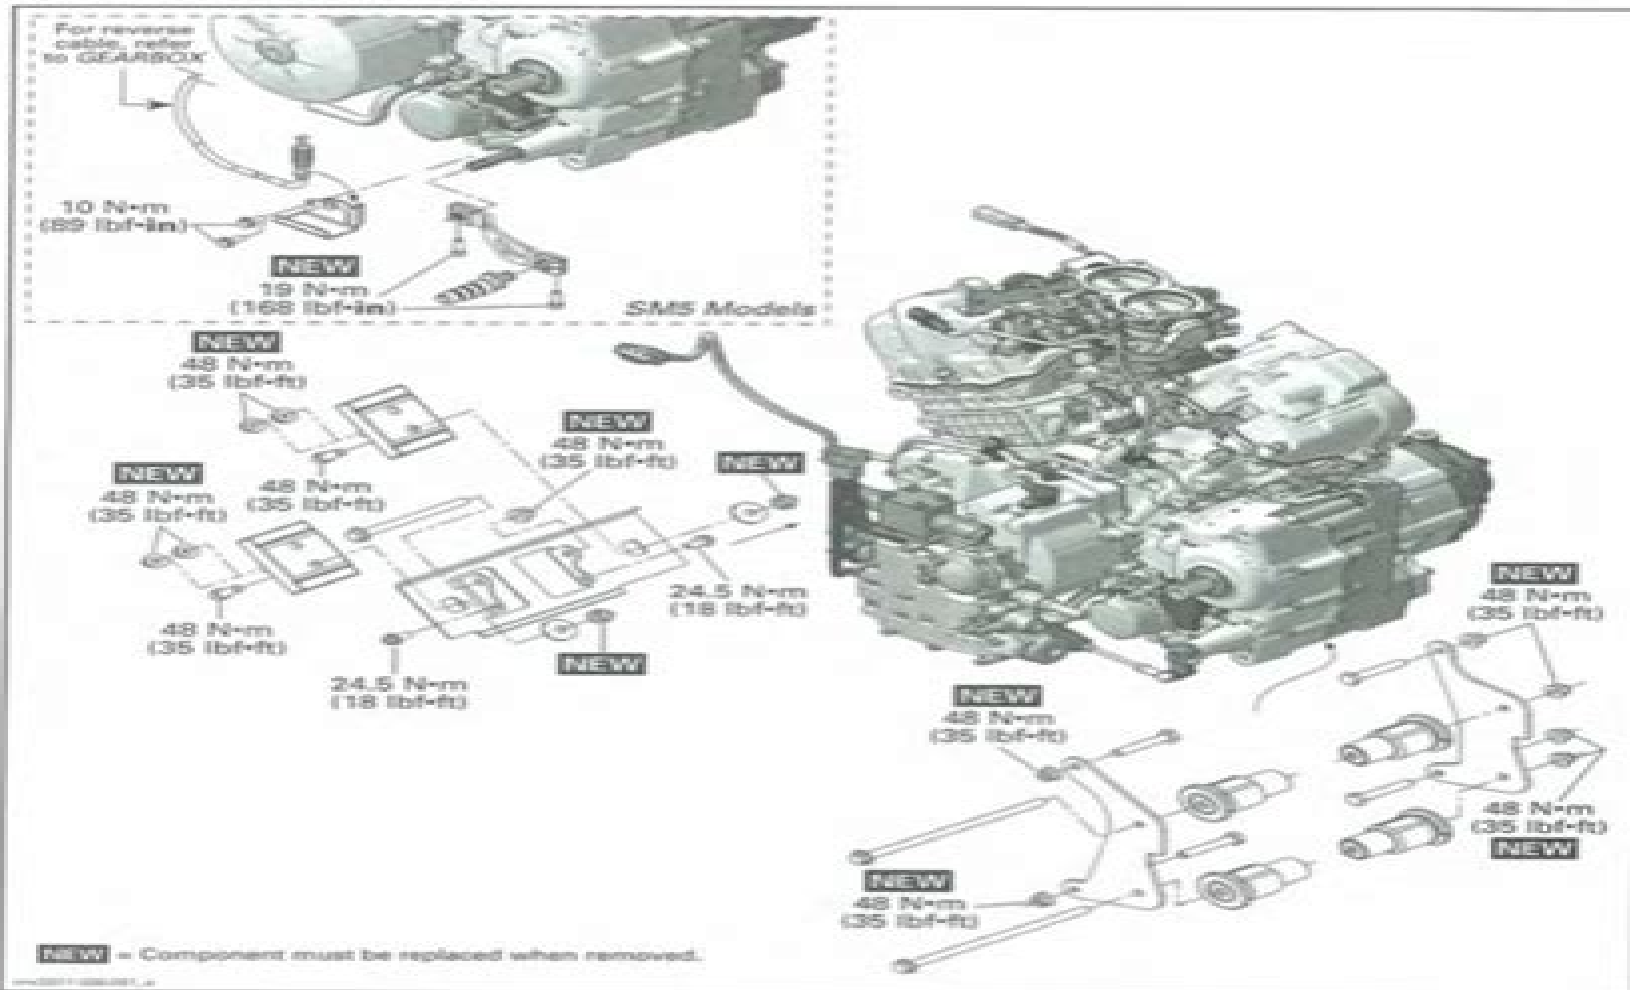 For reverse
cable, refer
to GEARBOX
10 N•m
(89 lbf-in)
NEW
19 N•m
(168 lbf-in)
SM5 Models
NEW
48 N•m
(35 lbf-ft)
NEW
48 N•m
(35 lbf-ft)
NEW
48 N•m
(35 lbf-ft)
48 N•m
(35 lbf-ft)
NEW
48 N•m
(35 lbf-ft)
24.5 N•m
(18 lbf-ft)
NEW
24.5 N•m
(18 lbf-ft)
NEW
48 N•m
(35 lbf-ft)
NEW
48 N•m
(35 lbf-ft)
48 N•m
(35 lbf-ft)
NEW
NEW
48 N•m
(35 lbf-ft)
NEW = Component must be replaced when removed.